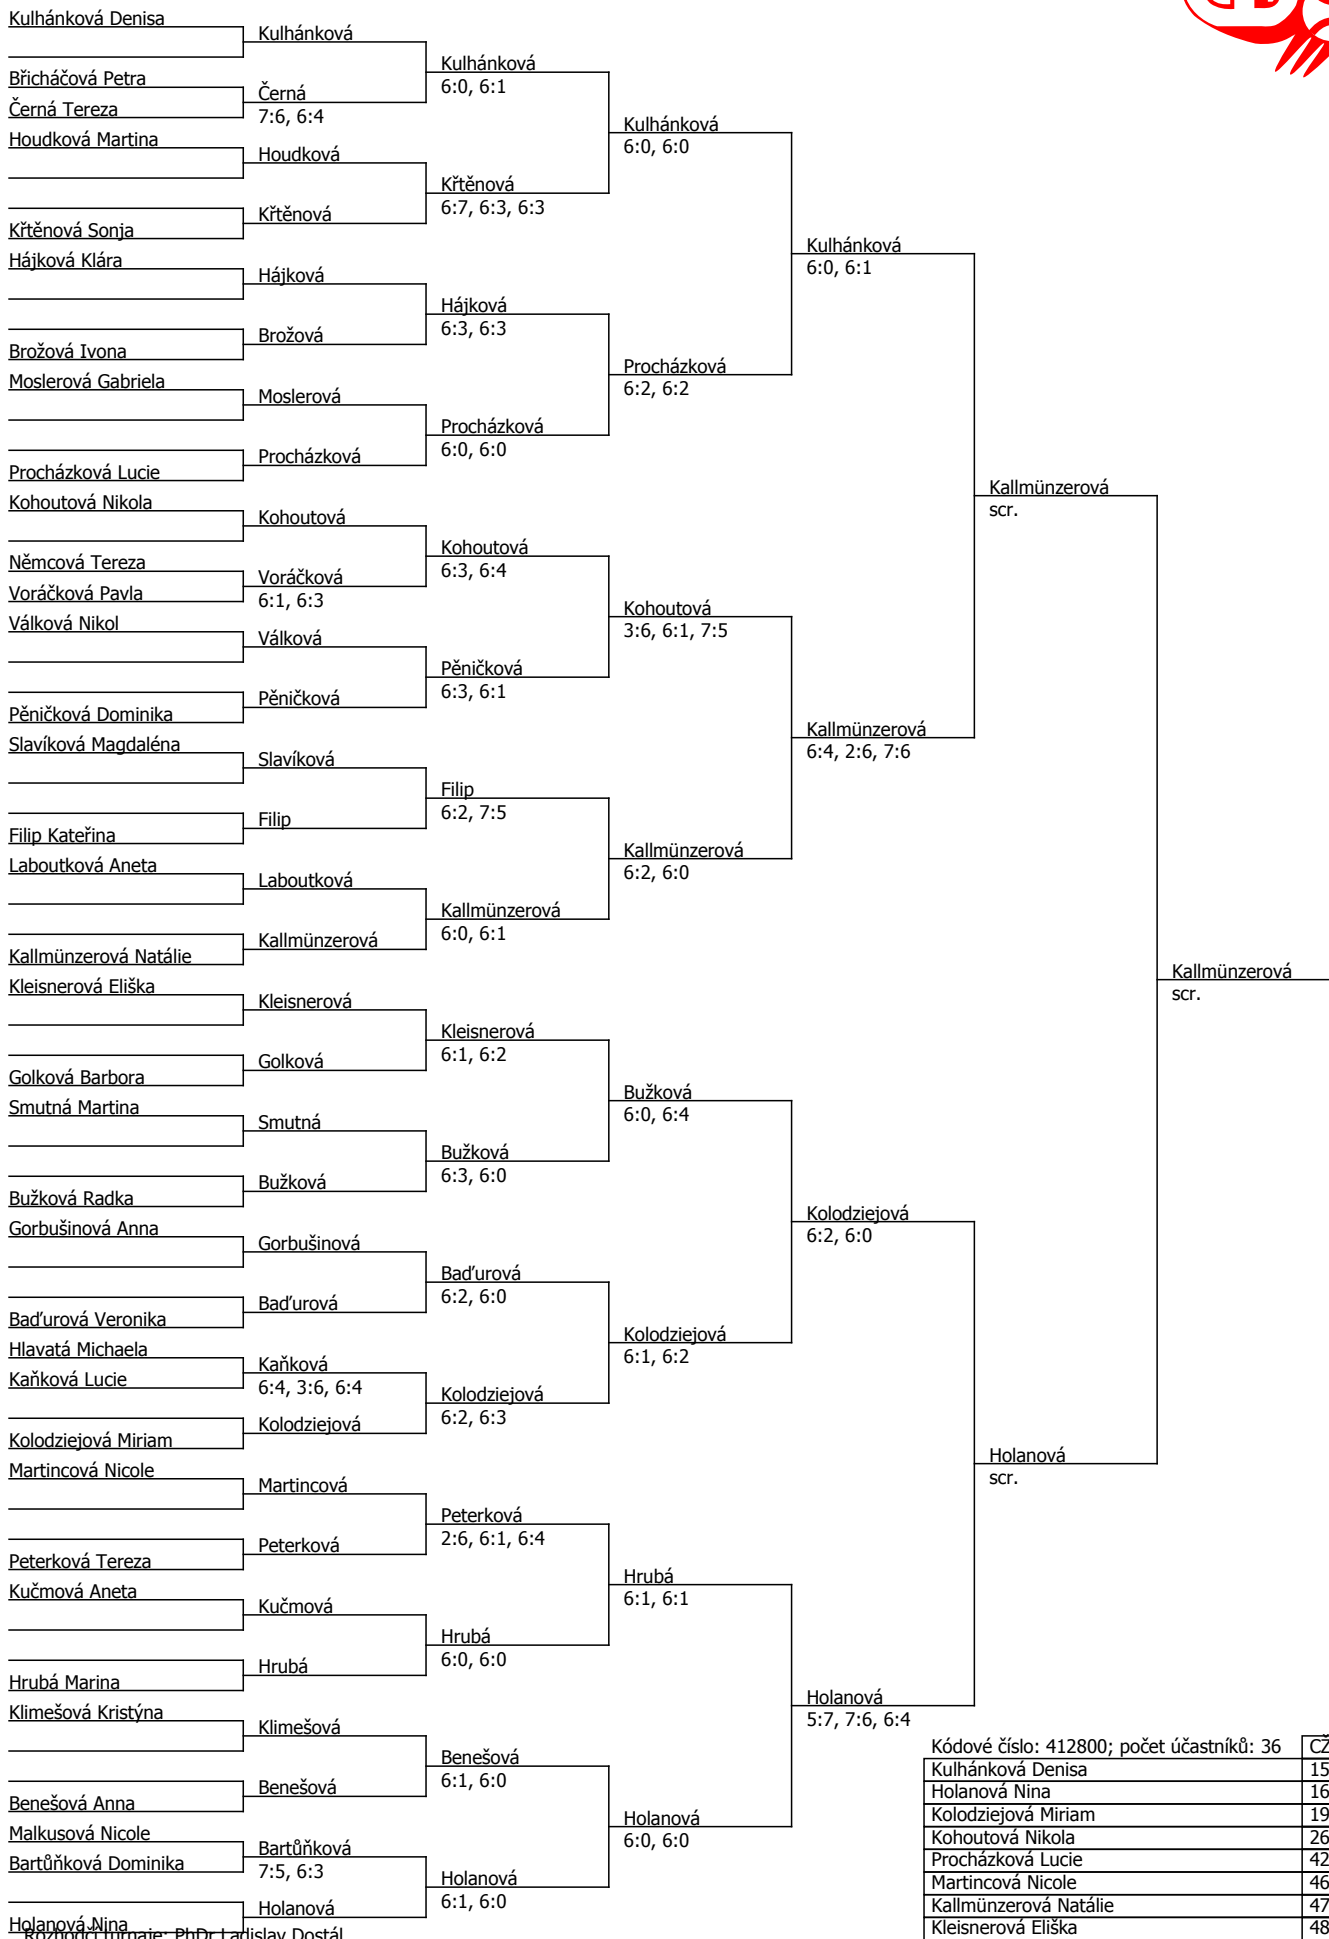 Kulhánková Denisa
Břicháčová Petra
Černá Tereza
Houdková Martina
Křtěnová Sonja
Hájková Klára
Brožová Ivona
Moslerová Gabriela
Procházková Lucie
Kohoutová Nikola
Němcová Tereza
Voráčková Pavla
Válková Nikol
Pěničková Dominika
Slavíková Magdaléna
Filip Kateřina
Laboutková Aneta
Kallmünzerová Natálie
Kleisnerová Eliška
Golková Barbora
Smutná Martina
Bužková Radka
Gorbušinová Anna
Baďurová Veronika
Hlavatá Michaela
Kaňková Lucie
Kolodziejová Miriam
Martincová Nicole
Peterková Tereza
Kučmová Aneta
Hrubá Marina
Klimešová Kristýna
Benešová Anna
Malkusová Nicole
Bartůňková Dominika
Holanová Nina
Rozhodčí turnaje: PhDr.Ladislav Dostál
Kulhánková
Černá
7:6, 6:4
Houdková
Křtěnová
Hájková
Brožová
Moslerová
Procházková
Kohoutová
Voráčková
6:1, 6:3
Válková
Pěničková
Slavíková
Filip
Laboutková
Kallmünzerová
Kleisnerová
Golková
Smutná
Bužková
Gorbušinová
Baďurová
Kaňková
6:4, 3:6, 6:4
Kolodziejová
Martincová
Peterková
Kučmová
Hrubá
Klimešová
Benešová
Bartůňková
7:5, 6:3
Holanová
Kulhánková
6:0, 6:1
Křtěnová
6:7, 6:3, 6:3
Hájková
6:3, 6:3
Procházková
6:0, 6:0
Kohoutová
6:3, 6:4
Pěničková
6:3, 6:1
Filip
6:2, 7:5
Kallmünzerová
6:0, 6:1
Kleisnerová
6:1, 6:2
Bužková
6:3, 6:0
Baďurová
6:2, 6:0
Kolodziejová
6:2, 6:3
Peterková
2:6, 6:1, 6:4
Hrubá
6:0, 6:0
Benešová
6:1, 6:0
Holanová
6:1, 6:0
Kulhánková
6:0, 6:0
Procházková
6:2, 6:2
Kohoutová
3:6, 6:1, 7:5
Kallmünzerová
6:2, 6:0
Bužková
6:0, 6:4
Kolodziejová
6:1, 6:2
Hrubá
6:1, 6:1
Holanová
6:0, 6:0
Kulhánková
6:0, 6:1
Kallmünzerová
6:4, 2:6, 7:6
Kolodziejová
6:2, 6:0
Holanová
5:7, 7:6, 6:4
Kallmünzerová
scr.
Holanová
scr.
Kallmünzerová
scr.
Kódové číslo: 412800; počet účastníků: 36 CŽ
Kulhánková Denisa 15
Holanová Nina 16
Kolodziejová Miriam 19
Kohoutová Nikola 26
Procházková Lucie 42
Martincová Nicole 46
Kallmünzerová Natálie 47
Kleisnerová Eliška 48